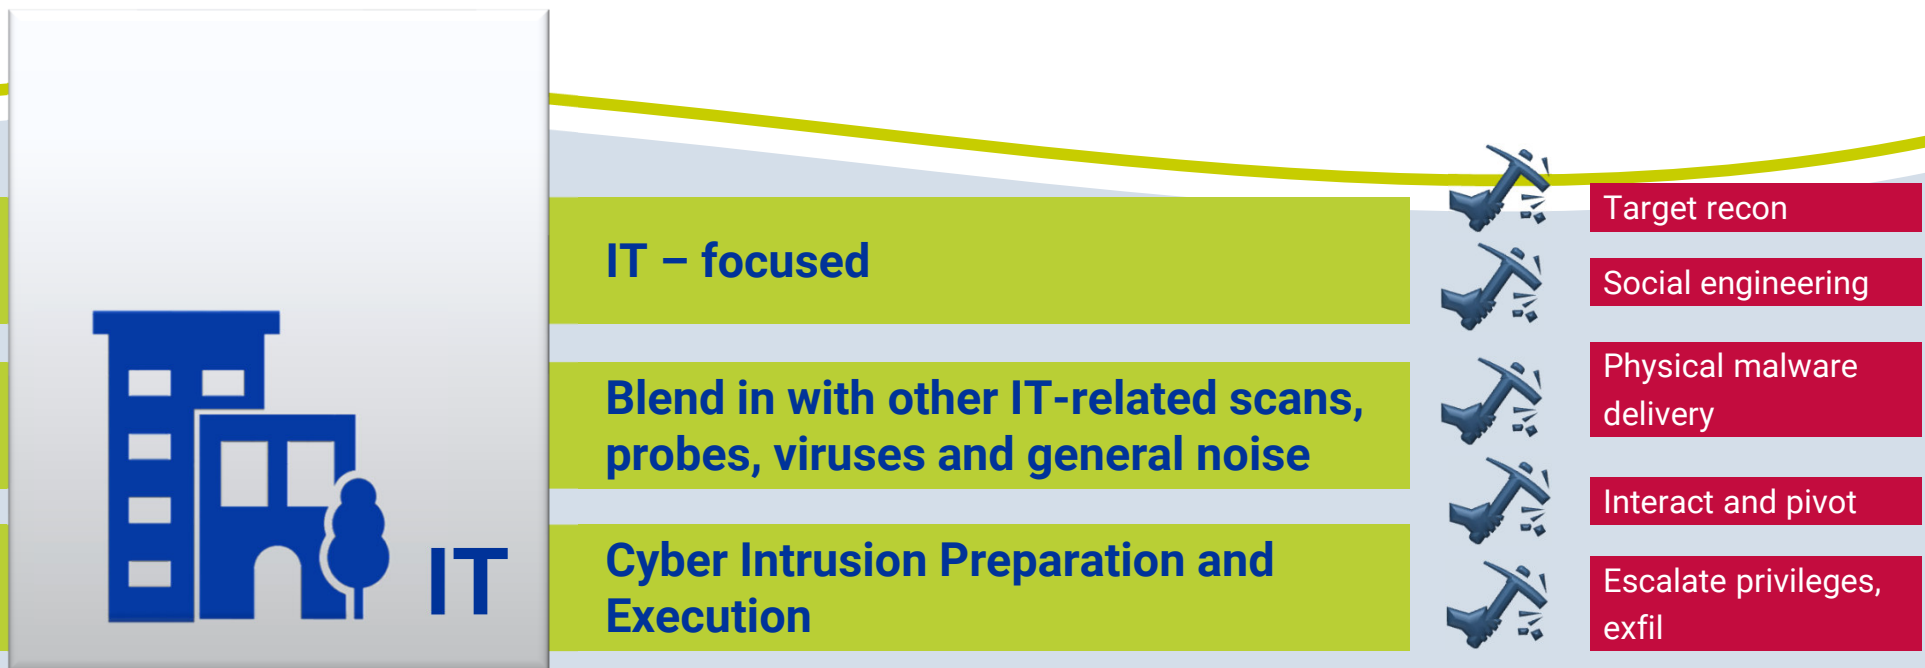 IT
IT – focused
Blend in with other IT-related scans,
probes, viruses and general noise
Cyber Intrusion Preparation and
Execution
Target recon
Social engineering
Physical malware
delivery
Interact and pivot
Escalate privileges,
exfil